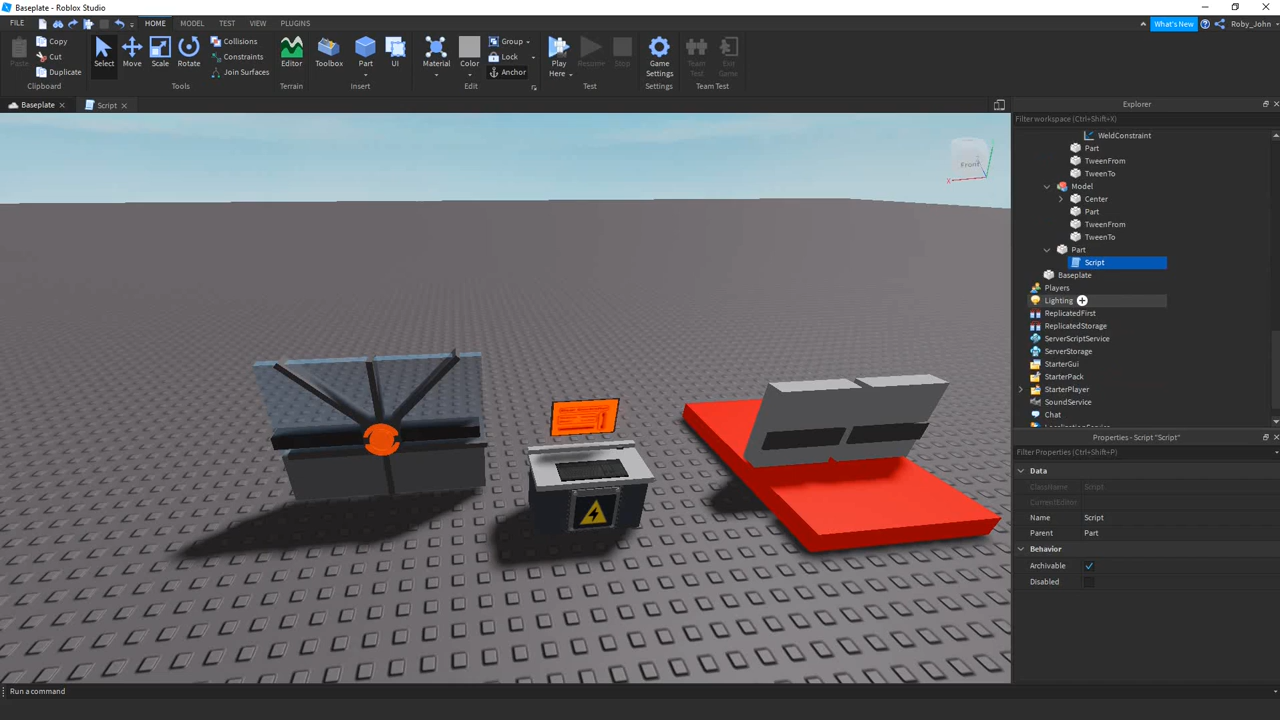 Baseplate - Roblox Studio
FILE HOME MODEL TEST VIEW PLUGINS What's New Roby_John
Paste Copy Cut Duplicate Select Move Scale Rotate Collisions Constraints Join Surfaces Editor Toolbox Part UI Material Color Group Lock Anchor Play Here Resume Stop Game Settings Team Test Exit Game
Clipboard Tools Terrain Insert Edit Test Settings Team Test
Baseplate Script
Front
X
Explorer
Filter workspace (Ctrl+Shift+X)
WeldConstraint
Part
TweenFrom
TweenTo
Model
Center
Part
TweenFrom
TweenTo
Part
Script
Baseplate
Players
Lighting
ReplicatedFirst
ReplicatedStorage
ServerScriptService
ServerStorage
StarterGui
StarterPack
StarterPlayer
SoundService
Chat
Properties - Script "Script"
Filter Properties (Ctrl+Shift+P)
Data
ClassName Script
CurrentEditor
Name Script
Parent Part
Behavior
Archivable
Disabled
Run a command